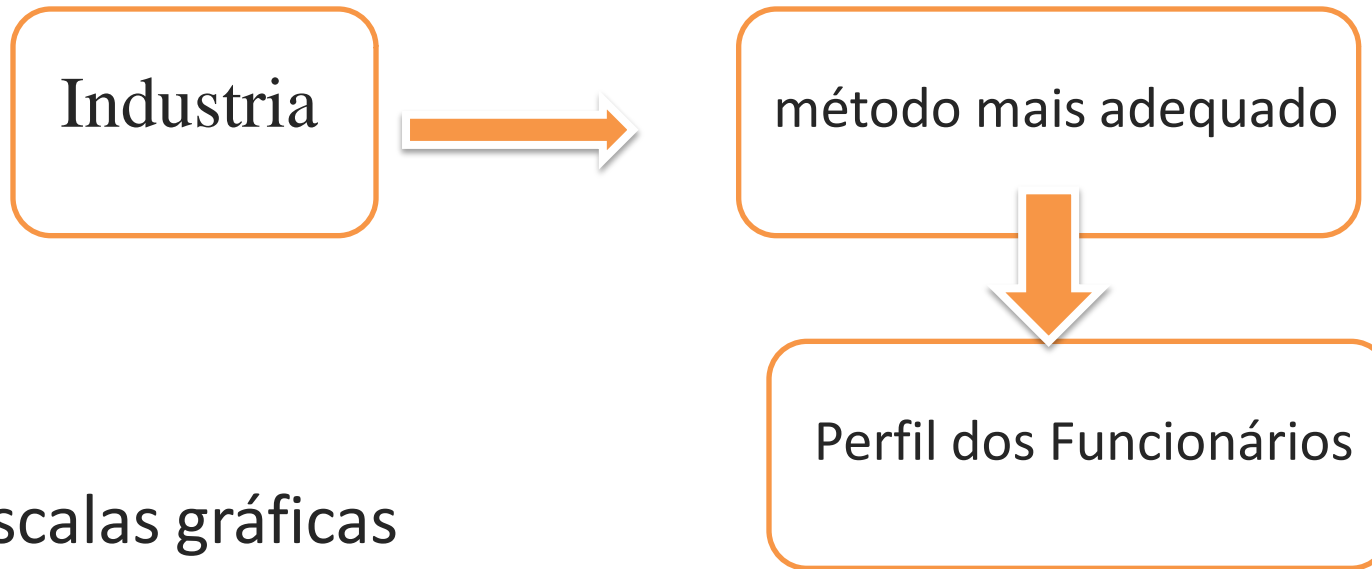 Industria
método mais adequado
Perfil dos Funcionários
scalas gráficas